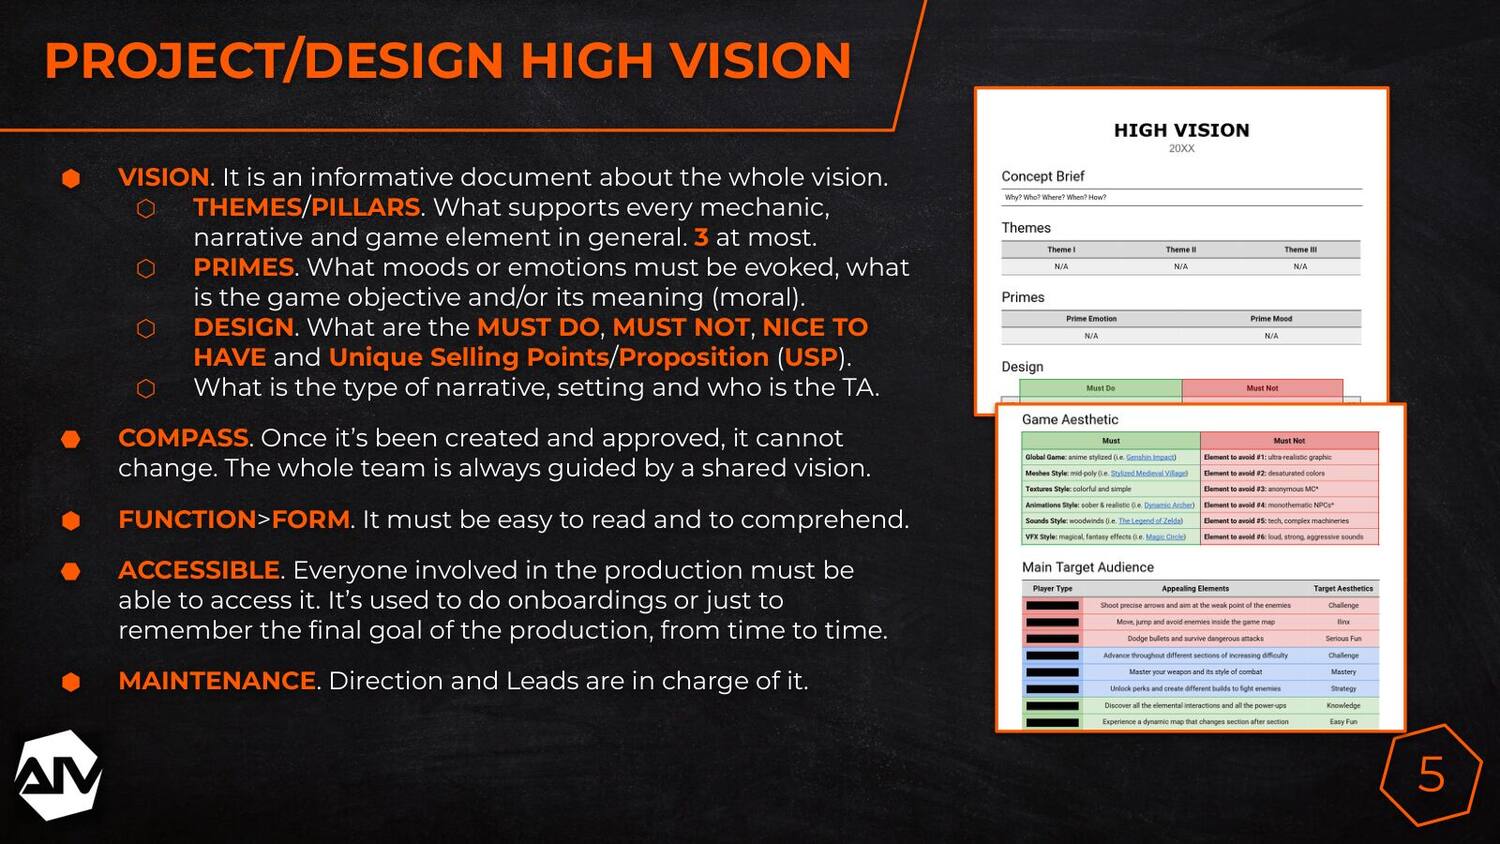 PROJECT/DESIGN HIGH VISION
VISION. It is an informative document about the whole vision.
THEMES/PILLARS. What supports every mechanic,
narrative and game element in general. 3 at most.
PRIMES. What moods or emotions must be evoked, what
is the game objective and/or its meaning (moral).
DESIGN. What are the MUST DO, MUST NOT, NICE TO
HAVE and Unique Selling Points/Proposition (USP).
What is the type of narrative, setting and who is the TA.
COMPASS. Once it’s been created and approved, it cannot
change. The whole team is always guided by a shared vision.
FUNCTION>FORM. It must be easy to read and to comprehend.
ACCESSIBLE. Everyone involved in the production must be
able to access it. It’s used to do onboardings or just to
remember the final goal of the production, from time to time.
MAINTENANCE. Direction and Leads are in charge of it.
HIGH VISION
20XX
Concept Brief
Why? Who? Where? When? How?
Themes
Theme I Theme II Theme III
N/A N/A N/A
Primes
Prime Emotion Prime Mood
N/A N/A
Design
Must Do Must Not
Game Aesthetic
Must Must Not
Global Game: anime stylized (i.e. Genshin Impact) Element to avoid #1: ultra-realistic graphic
Meshes Style: mid-poly (i.e. Stylized Medieval Village) Element to avoid #2: desaturated colors
Textures Style: colorful and simple Element to avoid #3: anonymous MC*
Animations Style: sober & realistic (i.e. Dynamic Archer) Element to avoid #4: monothematic NPCs*
Sounds Style: woodwinds (i.e. The Legend of Zelda) Element to avoid #5: tech, complex machineries
VFX Style: magical, fantasy effects (i.e. Magic Circle) Element to avoid #6: loud, strong, aggressive sounds
Main Target Audience
Player Type Appealing Elements Target Aesthetics
Shoot precise arrows and aim at the weak point of the enemies Challenge
Move, jump and avoid enemies inside the game map Ilinx
Dodge bullets and survive dangerous attacks Serious Fun
Advance throughout different sections of increasing difficulty Challenge
Master your weapon and its style of combat Mastery
Unlock perks and create different builds to fight enemies Strategy
Discover all the elemental interactions and all the power-ups Knowledge
Experience a dynamic map that changes section after section Easy Fun
AIV
5